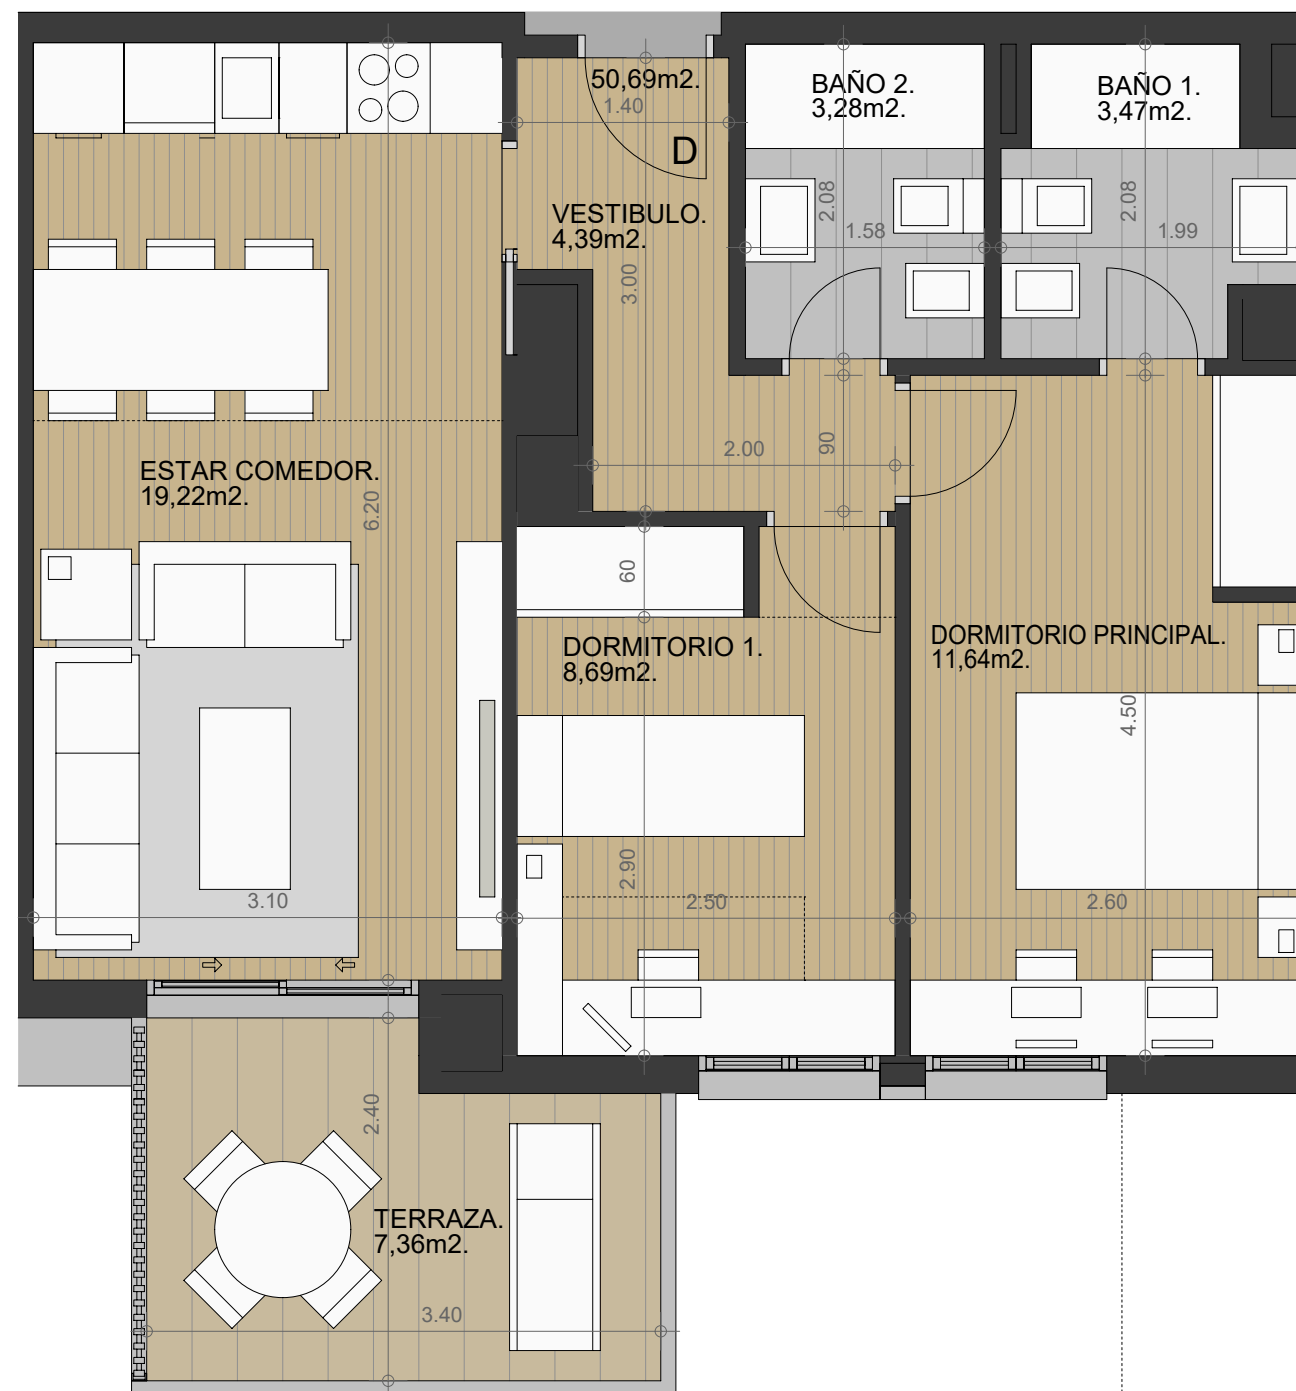 50,69m2.
1.40
D
BAÑO 2.
3,28m2.
BAÑO 1.
3,47m2.
2.08
1.58
2.08
1.99
VESTIBULO.
4,39m2.
3.00
2.00
90
ESTAR COMEDOR.
19,22m2.
6.20
60
DORMITORIO 1.
8,69m2.
DORMITORIO PRINCIPAL.
11,64m2.
4.50
2.90
3.10
2.50
2.60
2.40
TERRAZA.
7,36m2.
3.40